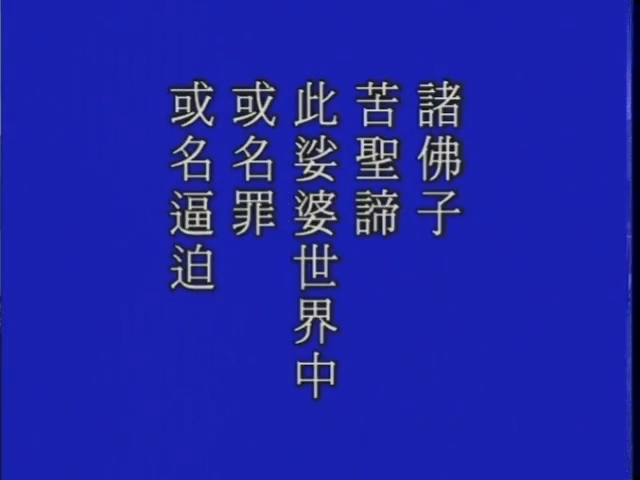 諸佛子
苦聖諦
此娑婆世界中
或名罪
或名逼迫